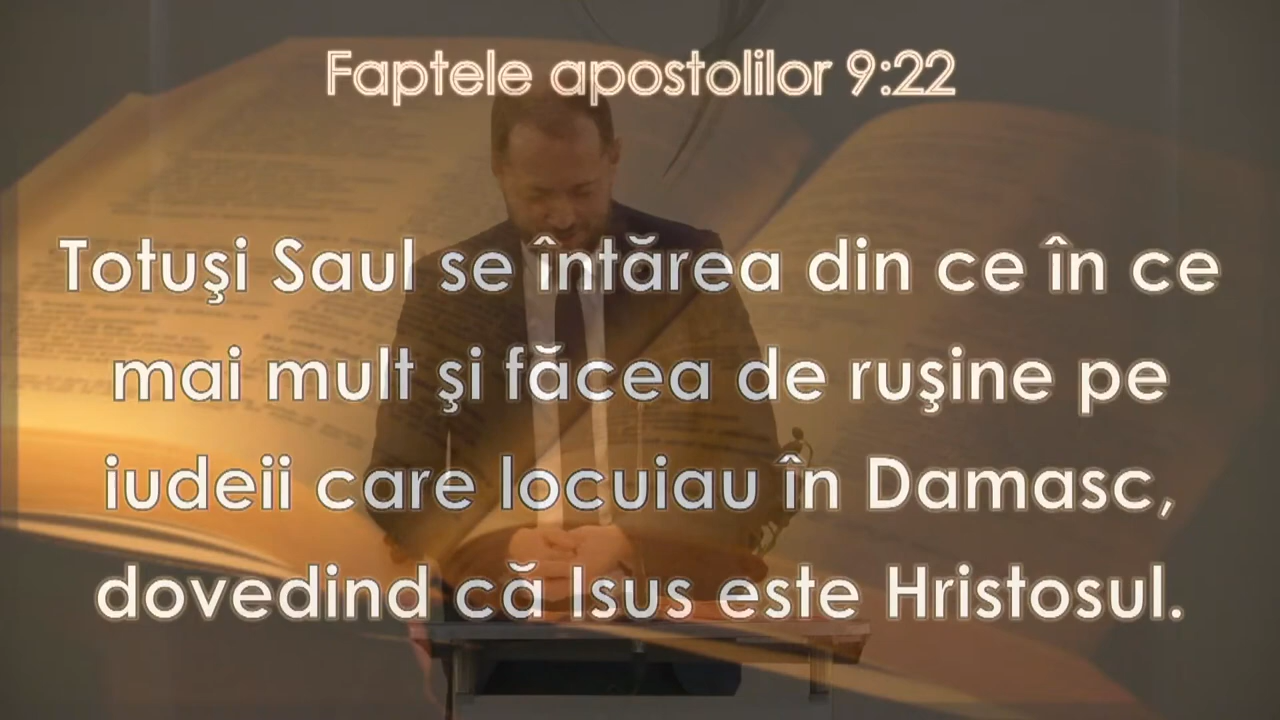 Faptele apostolilor 9:22
Totuşi Saul se întărea din ce în ce
mai mult şi făcea de ruşine pe
iudeii care locuiau în Damasc,
dovedind că Isus este Hristosul.